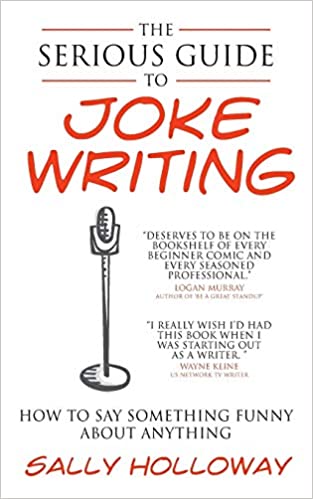 THE
SERIOUS GUIDE
TO
JOKE
WRITING
"DESERVES TO BE ON THE
BOOKSHELF OF EVERY
BEGINNER COMIC AND
EVERY SEASONED
PROFESSIONAL."
LOGAN MURRAY
AUTHOR OF 'BE A GREAT STANDUP'
"I REALLY WISH I'D HAD
THIS BOOK WHEN I
WAS STARTING OUT
AS A WRITER. "
WAYNE KLINE
US NETWORK TV WRITER
HOW TO SAY SOMETHING FUNNY
ABOUT ANYTHING
SALLY HOLLOWAY